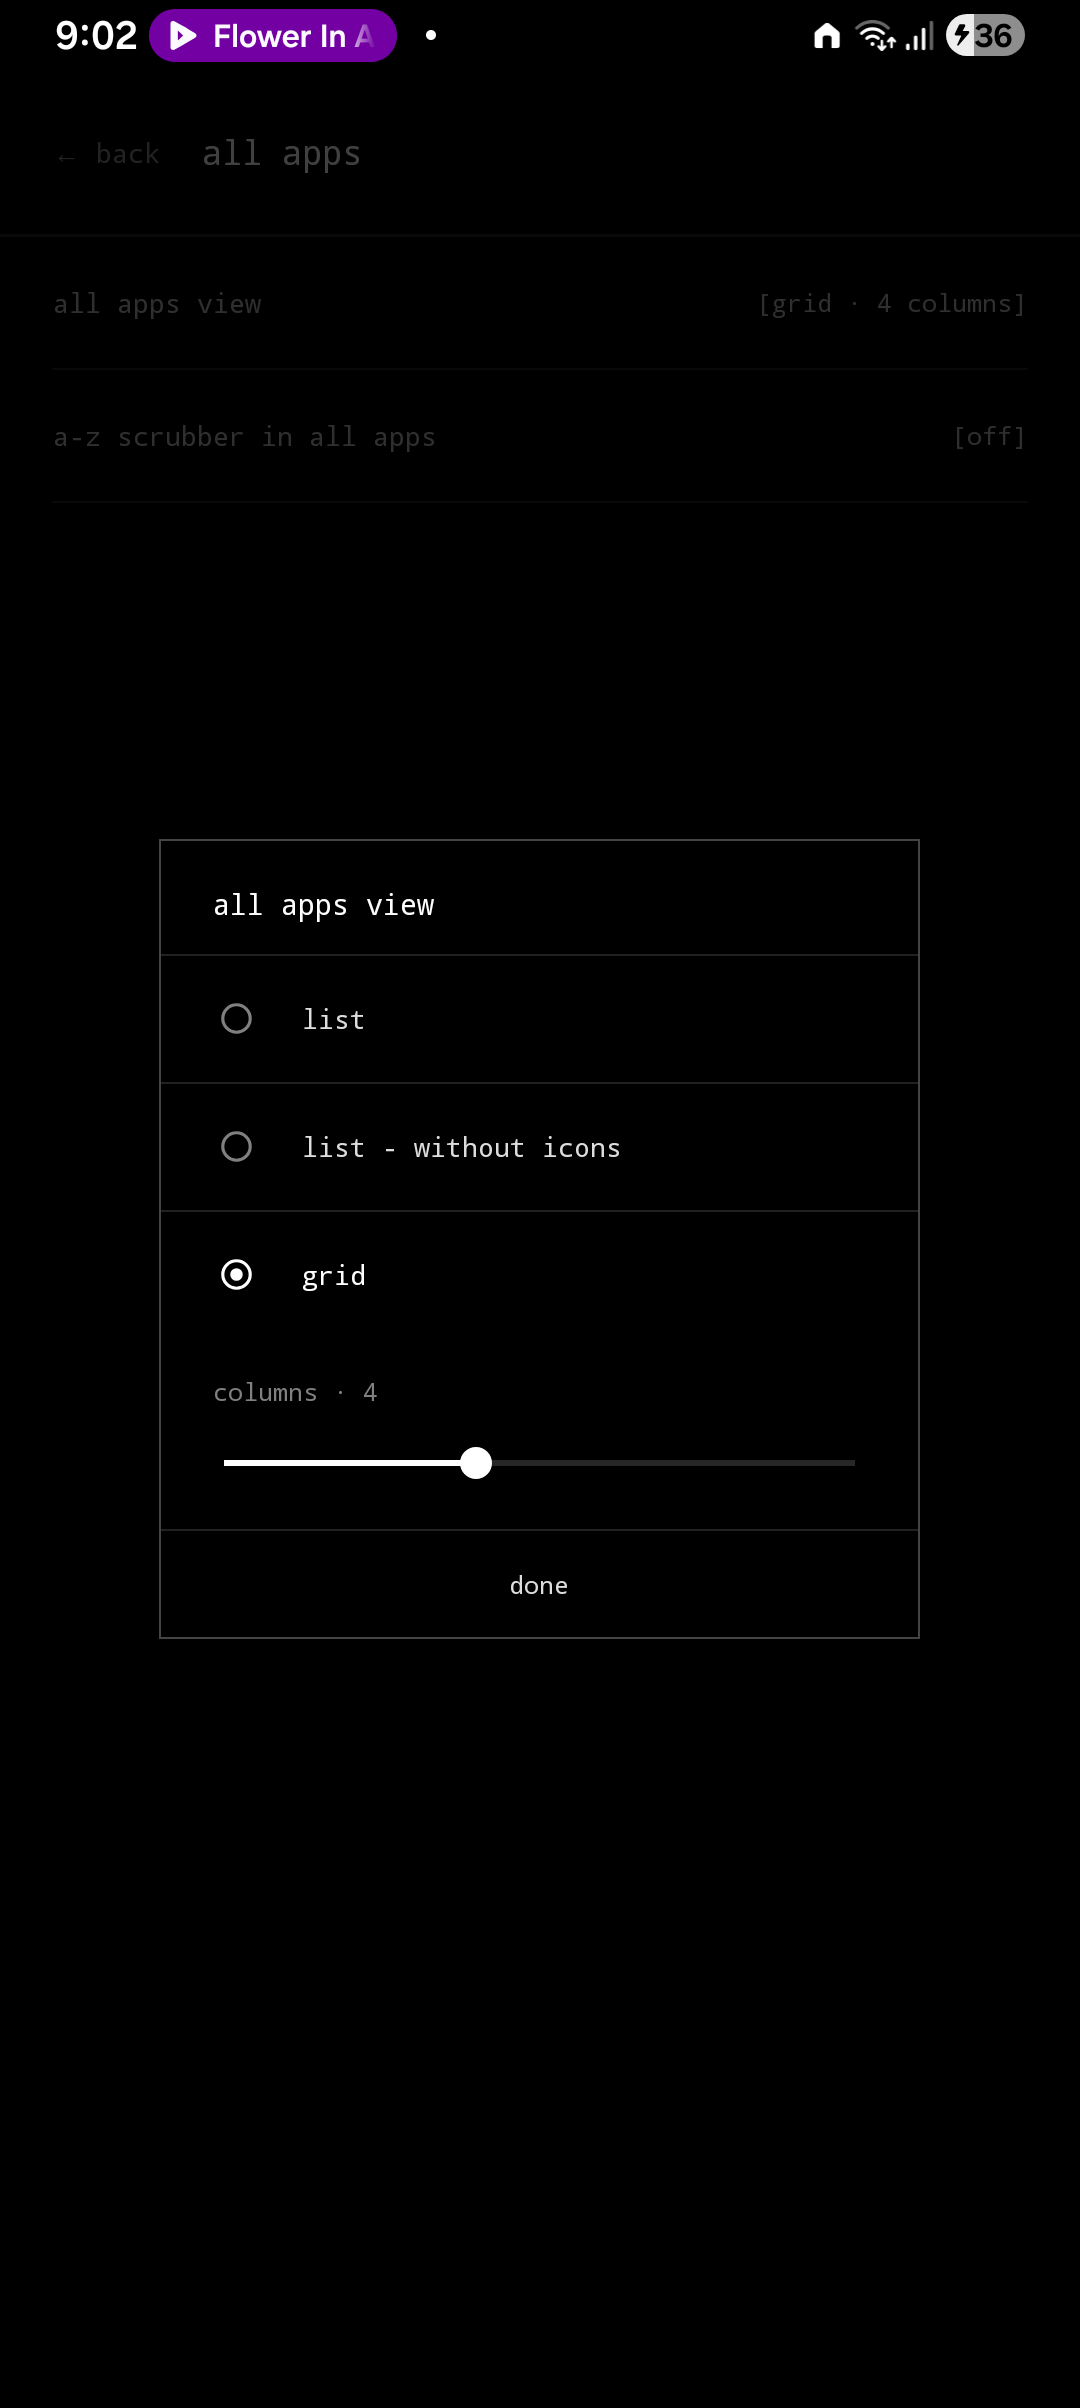 9:02 Flower In A 36
← back all apps
all apps view [grid · 4 columns]
a-z scrubber in all apps [off]
all apps view
list
list - without icons
grid
columns · 4
done